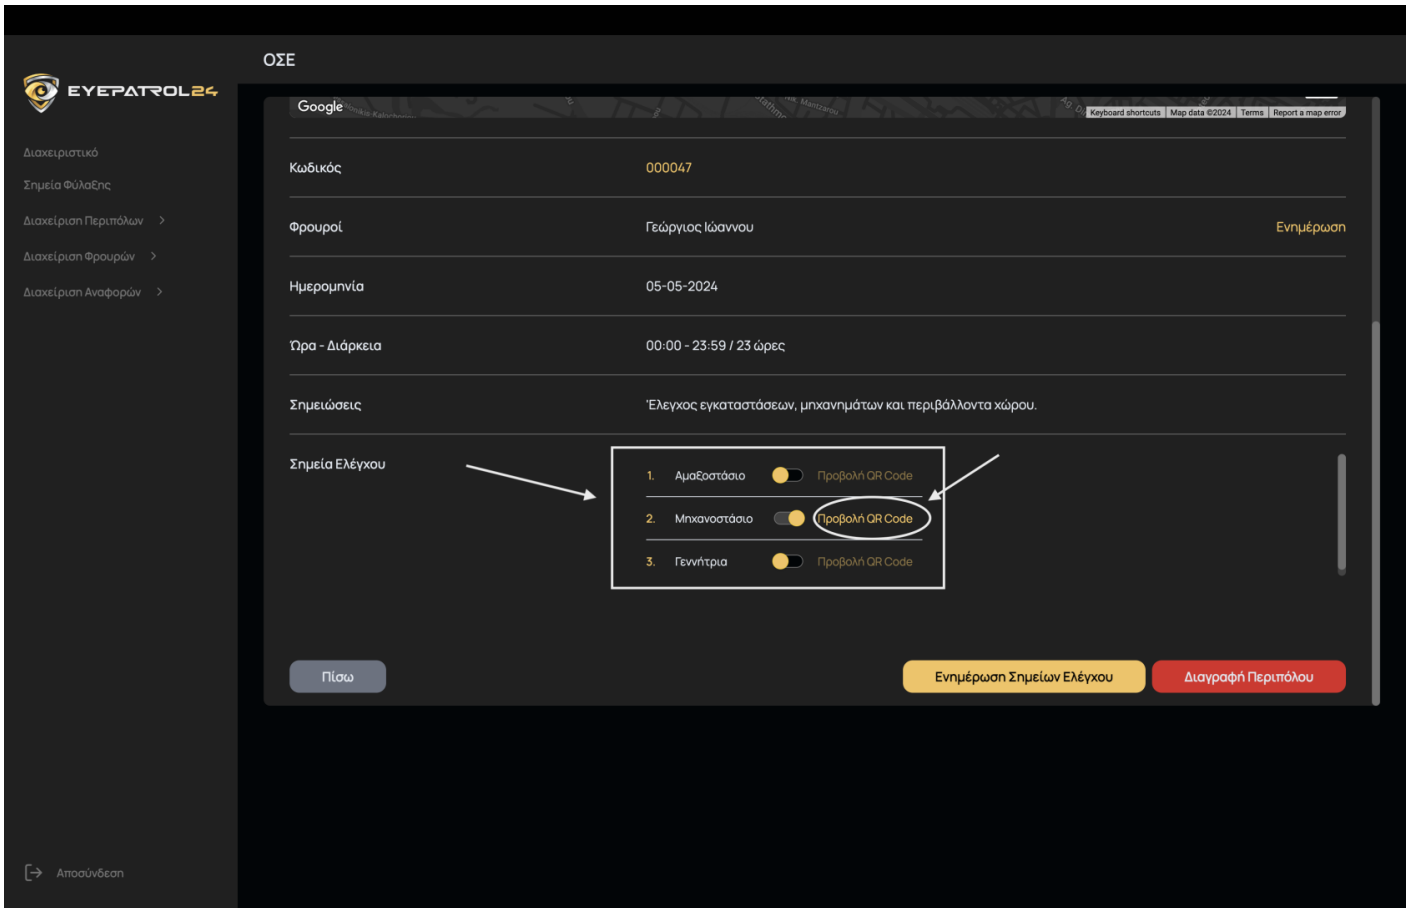 ΟΣΕ
EYEPATROL24
Διαχειριστικό
Σημεία Φύλαξης
Διαχείριση Περιπόλων
Διαχείριση Φρουρών
Διαχείριση Αναφορών
Google
Mantzarou
Keyboard shortcuts Map data ©2024 Terms Report a map error
Κωδικός 000047
Φρουροί Γεώργιος Ιώαννου Ενημέρωση
Ημερομηνία 05-05-2024
Ώρα - Διάρκεια 00:00 - 23:59 / 23 ώρες
Σημειώσεις Έλεγχος εγκαταστάσεων, μηχανημάτων και περιβάλλοντα χώρου.
Σημεία Ελέγχου
1. Αμαξοστάσιο Προβολή QR Code
2. Μηχανοστάσιο Προβολή QR Code
3. Γεννήτρια Προβολή QR Code
Πίσω Ενημέρωση Σημείων Ελέγχου Διαγραφή Περιπόλου
Αποσύνδεση